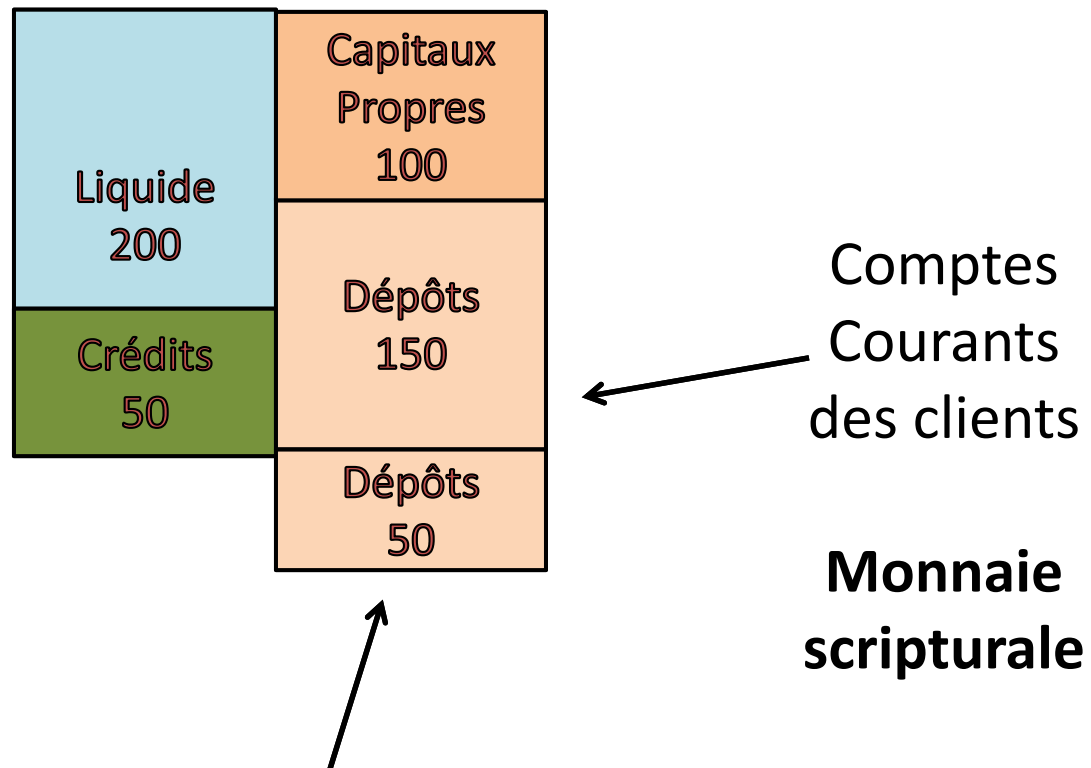 Liquide
200
Crédits
50
Capitaux
Propres
100
Dépôts
150
Dépôts
50
Comptes
Courants
des clients
Monnaie
scripturale